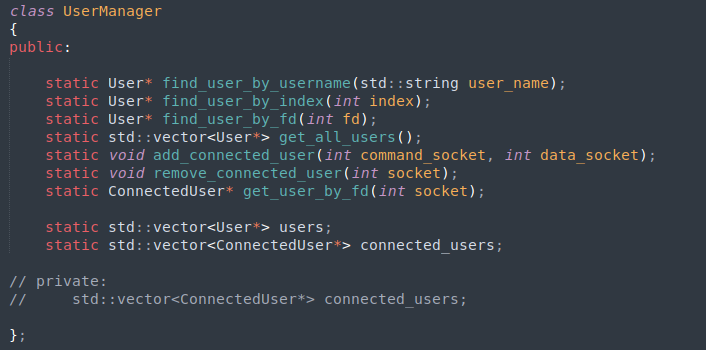 class UserManager
{
public:
    static User* find_user_by_username(std::string user_name);
    static User* find_user_by_index(int index);
    static User* find_user_by_fd(int fd);
    static std::vector<User*> get_all_users();
    static void add_connected_user(int command_socket, int data_socket);
    static void remove_connected_user(int socket);
    static ConnectedUser* get_user_by_fd(int socket);
    static std::vector<User*> users;
    static std::vector<ConnectedUser*> connected_users;
// private:
//     std::vector<ConnectedUser*> connected_users;
};